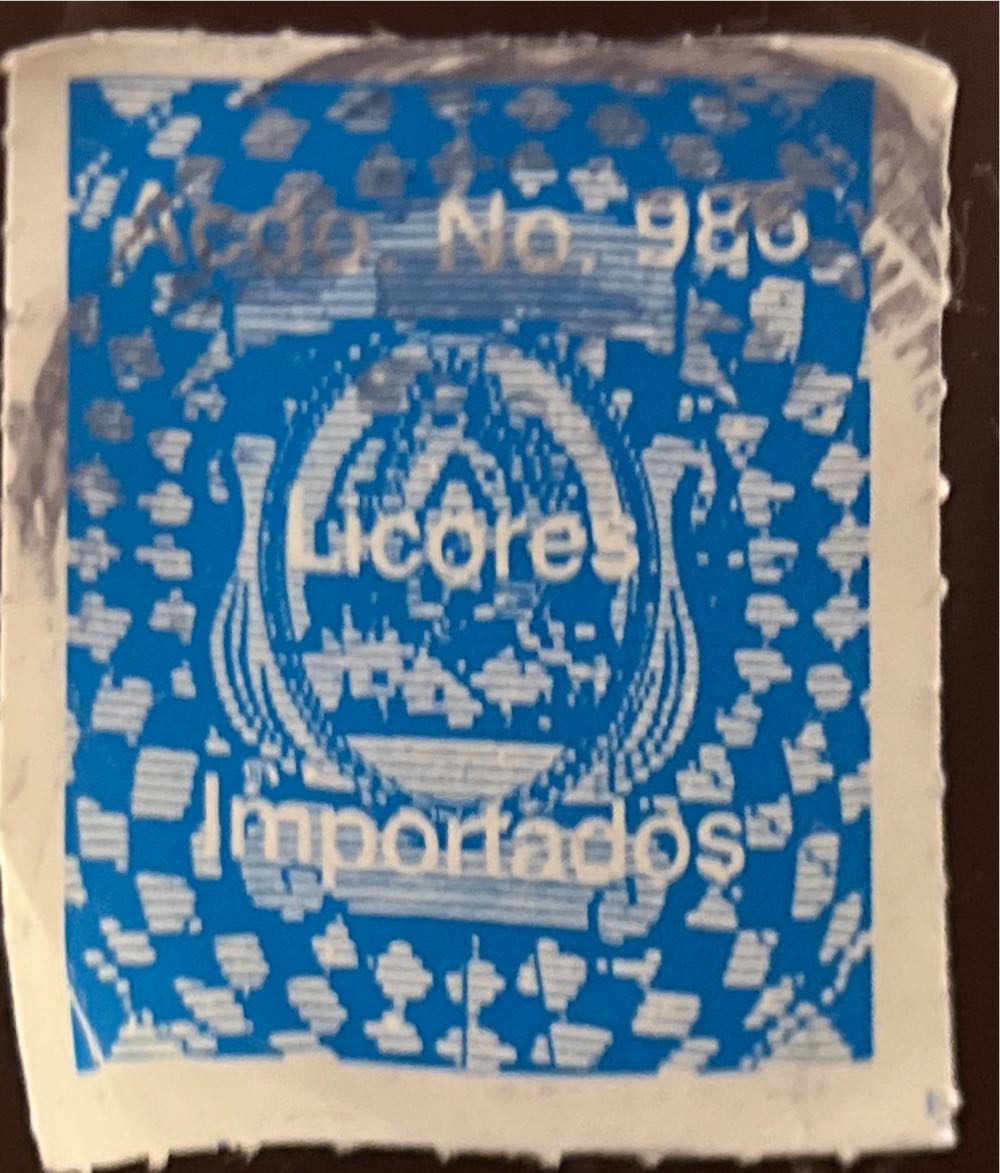 Acdo. No. 986
Licores
Importados